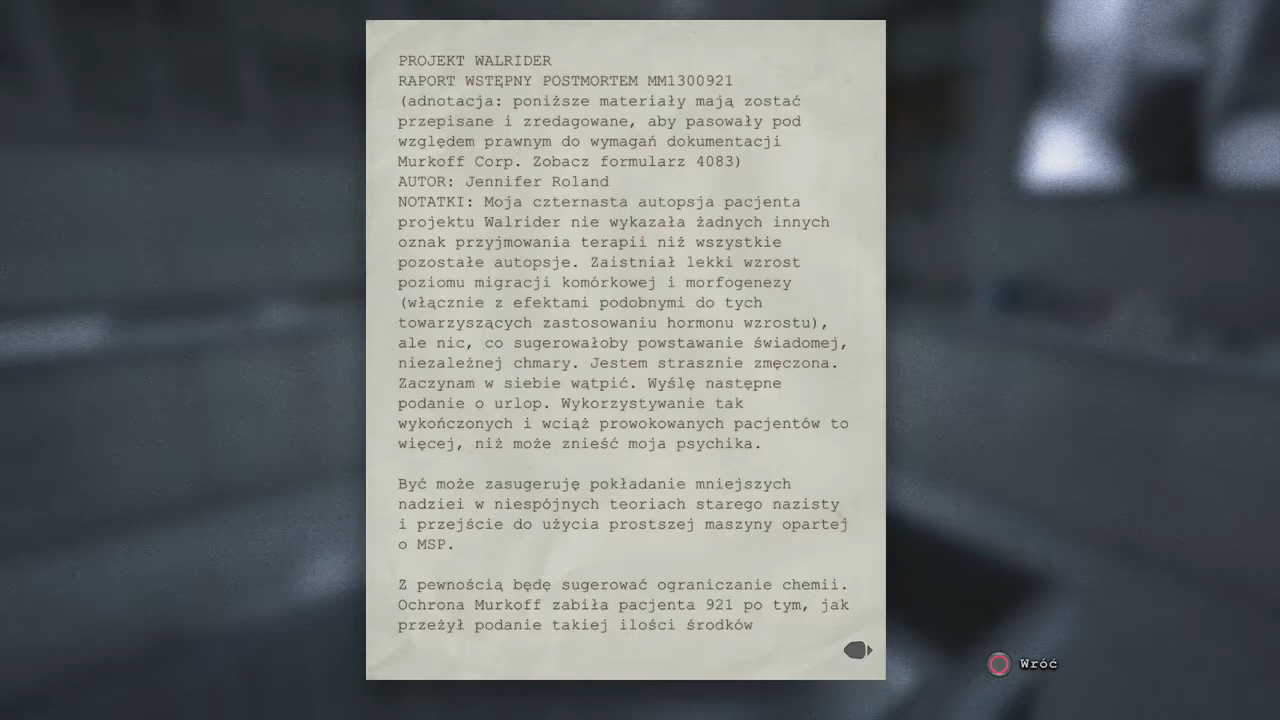 PROJEKT WALRIDER
RAPORT WSTĘPNY POSTMORTEM MM1300921
(adnotacja: poniższe materiały mają zostać
przepisane i zredagowane, aby pasowały pod
względem prawnym do wymagań dokumentacji
Murkoff Corp. Zobacz formularz 4083)
AUTOR: Jennifer Roland
NOTATKI: Moja czternasta autopsja pacjenta
projektu Walrider nie wykazała żadnych innych
oznak przyjmowania terapii niż wszystkie
pozostałe autopsje. Zaistniał lekki wzrost
poziomu migracji komórkowej i morfogenezy
(włącznie z efektami podobnymi do tych
towarzyszących zastosowaniu hormonu wzrostu),
ale nic, co sugerowałoby powstawanie świadomej,
niezależnej chmary. Jestem strasznie zmęczona.
Zaczynam w siebie wątpić. Wyślę następne
podanie o urlop. Wykorzystywanie tak
wykończonych i wciąż prowokowanych pacjentów to
więcej, niż może znieść moja psychika.
Być może zasugeruję pokładanie mniejszych
nadziei w niespójnych teoriach starego nazisty
i przejście do użycia prostszej maszyny opartej
o MSP.
Z pewnością będę sugerować ograniczanie chemii.
Ochrona Murkoff zabiła pacjenta 921 po tym, jak
przeżył podanie takiej ilości środków
Wróć